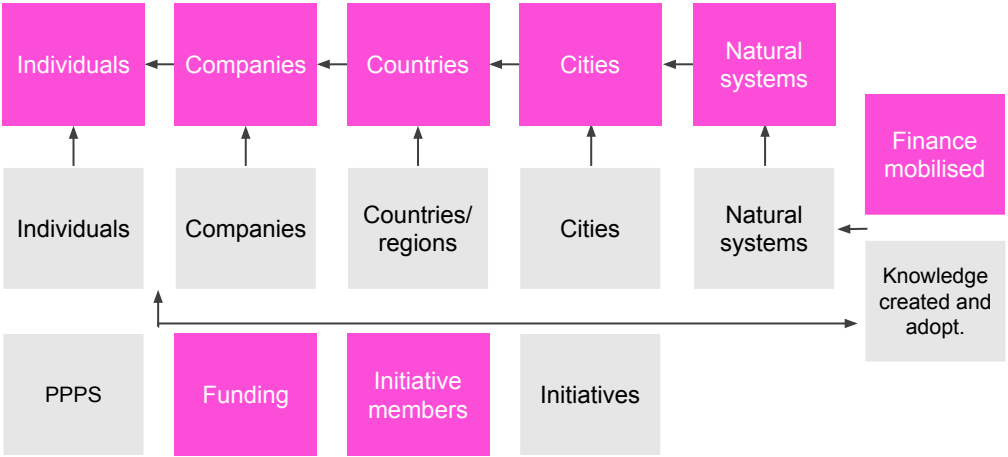 Individuals
Companies
Countries
Cities
Natural
systems
Finance
mobilised
Individuals
Companies
Countries/
regions
Cities
Natural
systems
Knowledge
created and
adopt.
PPPS
Funding
Initiative
members
Initiatives